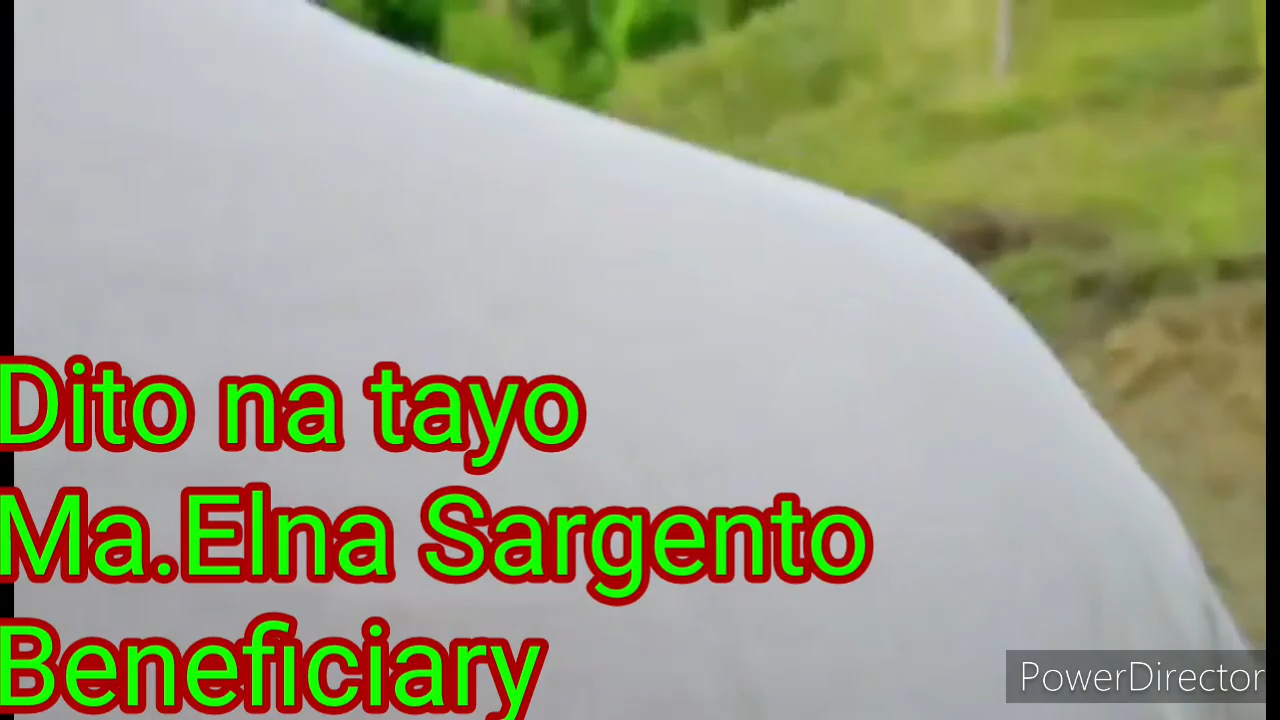 Dito na tayo
Ma.Elna Sargento
Beneficiary
PowerDirector